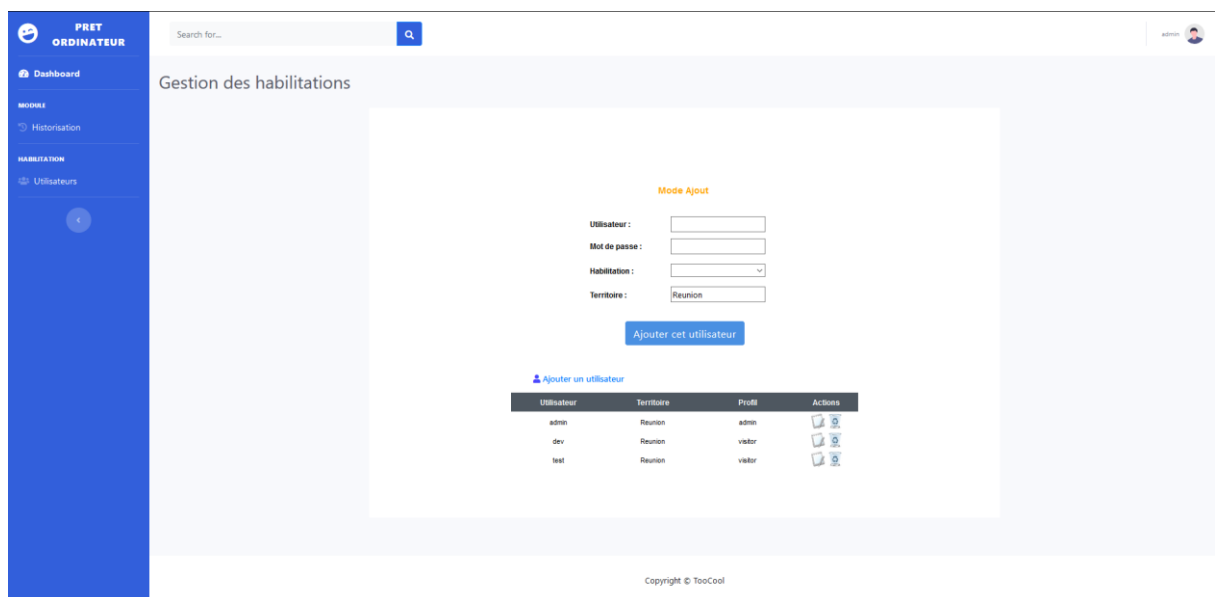 PRET
ORDINATEUR
Search for...
admin
Dashboard
Gestion des habilitations
MODULE
Historisation
HABILITATION
Utilisateurs
Mode Ajout
Utilisateur :
Mot de passe :
Habilitation :
Territoire : Reunion
Ajouter cet utilisateur
Ajouter un utilisateur
Utilisateur Territoire Profil Actions
admin Reunion admin
dev Reunion visitor
test Reunion visitor
Copyright © TooCool